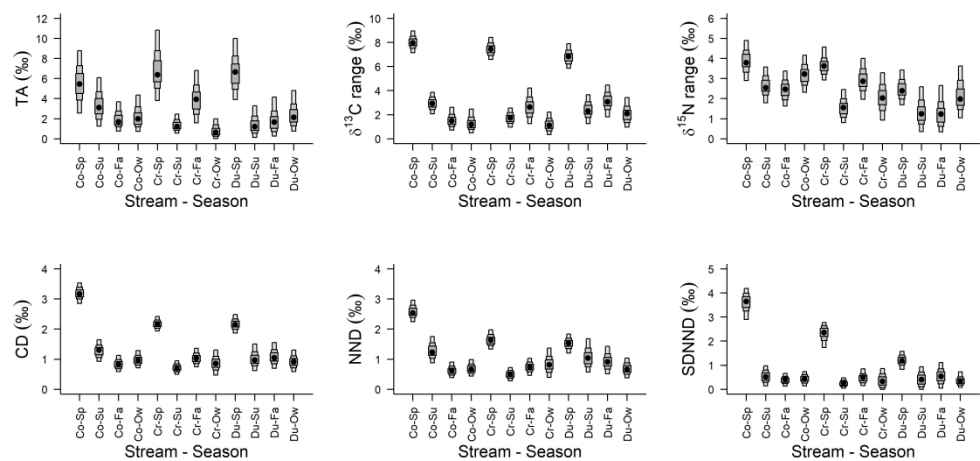 TA (‰)
12
10
8
6
4
2
0
Co-Sp
Co-Su
Co-Fa
Co-Ow
Cr-Sp
Cr-Su
Cr-Fa
Cr-Ow
Du-Sp
Du-Su
Du-Fa
Du-Ow
Stream - Season
δ¹³C range (‰)
10
8
6
4
2
0
Co-Sp
Co-Su
Co-Fa
Co-Ow
Cr-Sp
Cr-Su
Cr-Fa
Cr-Ow
Du-Sp
Du-Su
Du-Fa
Du-Ow
Stream - Season
δ¹⁵N range (‰)
6
5
4
3
2
1
0
Co-Sp
Co-Su
Co-Fa
Co-Ow
Cr-Sp
Cr-Su
Cr-Fa
Cr-Ow
Du-Sp
Du-Su
Du-Fa
Du-Ow
Stream - Season
CD (‰)
4
3
2
1
0
Co-Sp
Co-Su
Co-Fa
Co-Ow
Cr-Sp
Cr-Su
Cr-Fa
Cr-Ow
Du-Sp
Du-Su
Du-Fa
Du-Ow
Stream - Season
NND (‰)
4
3
2
1
0
Co-Sp
Co-Su
Co-Fa
Co-Ow
Cr-Sp
Cr-Su
Cr-Fa
Cr-Ow
Du-Sp
Du-Su
Du-Fa
Du-Ow
Stream - Season
SDNND (‰)
5
4
3
2
1
0
Co-Sp
Co-Su
Co-Fa
Co-Ow
Cr-Sp
Cr-Su
Cr-Fa
Cr-Ow
Du-Sp
Du-Su
Du-Fa
Du-Ow
Stream - Season